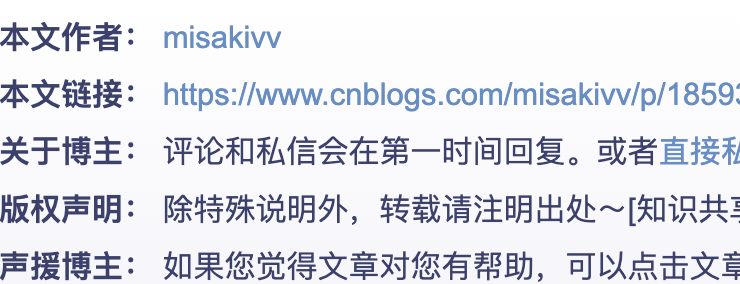 本文作者： misakivv
本文链接： https://www.cnblogs.com/misakivv/p/1859
关于博主： 评论和私信会在第一时间回复。或者直接私
版权声明： 除特殊说明外，转载请注明出处～[知识共享
声援博主： 如果您觉得文章对您有帮助，可以点击文章